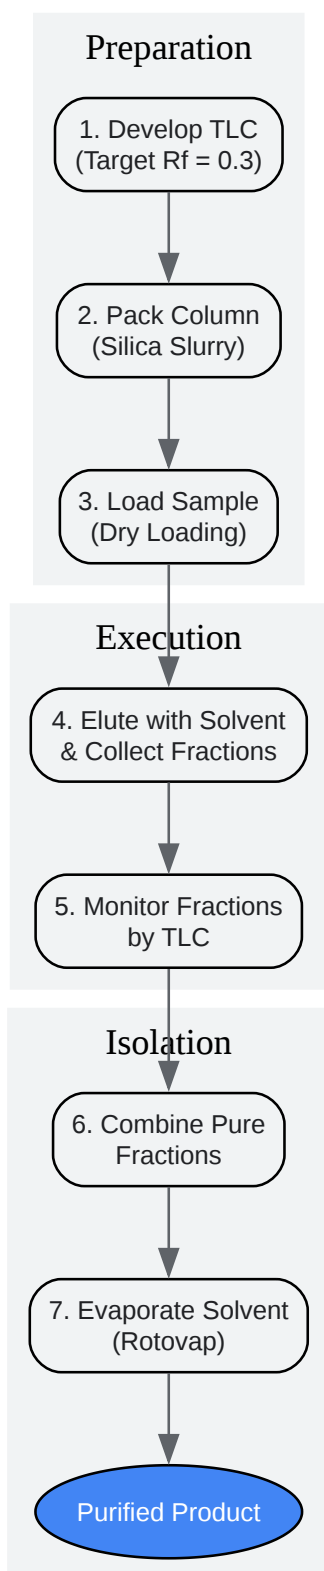 Preparation
1. Develop TLC
(Target Rf = 0.3)
2. Pack Column
(Silica Slurry)
3. Load Sample
(Dry Loading)
Execution
4. Elute with Solvent
& Collect Fractions
5. Monitor Fractions
by TLC
Isolation
6. Combine Pure
Fractions
7. Evaporate Solvent
(Rotovap)
Purified Product